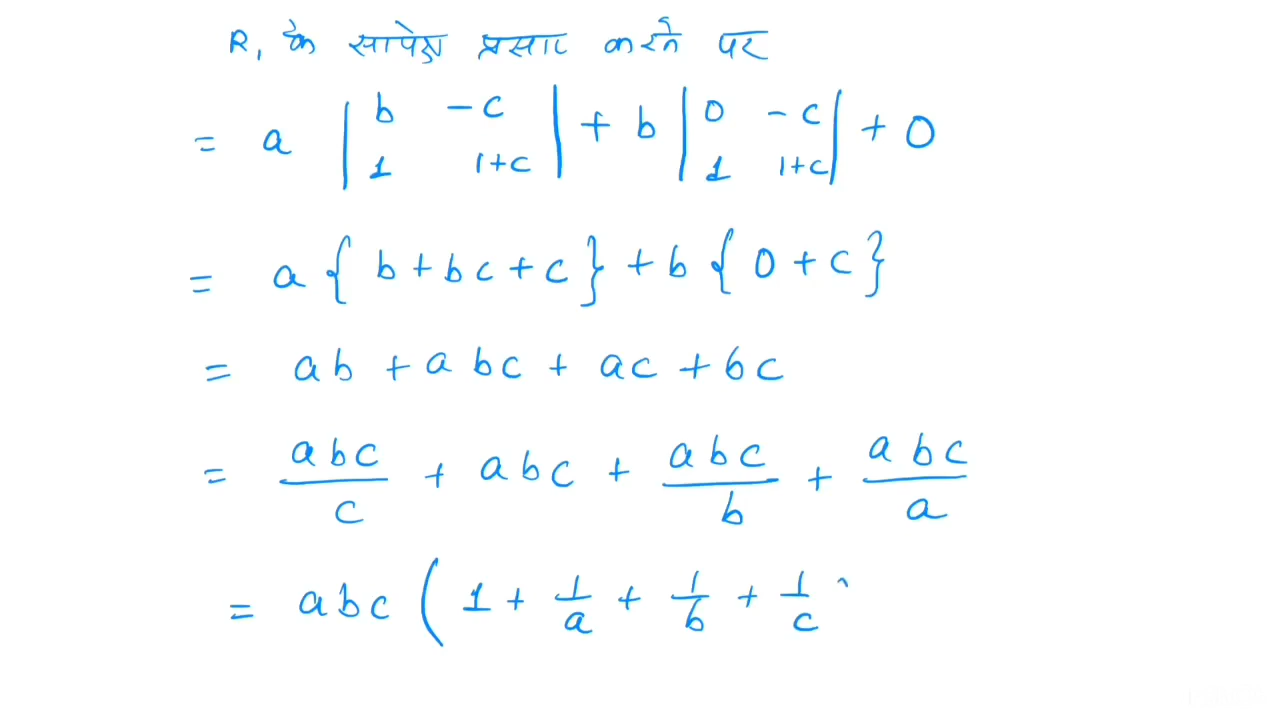 R₁ के सापेक्ष प्रसार करने पर
= a | b -c | + b | 0 -c | + 0
| 1 1+c | | 1 1+c |
= a { b + bc + c } + b { 0 + c }
= ab + abc + ac + bc
= abc/c + abc + abc/b + abc/a
= abc ( 1 + 1/a + 1/b + 1/c